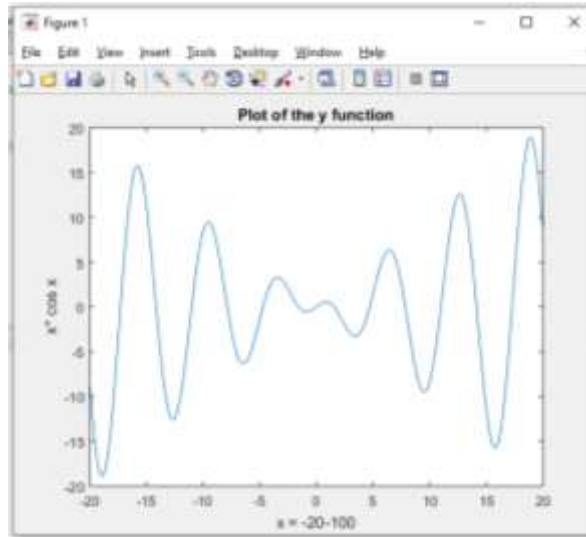 Figure 1
File Edit View Insert Tools Desktop Window Help
Plot of the y function
20
15
10
5
0
-5
-10
-15
-20
x* cos x
-20 -15 -10 -5 0 5 10 15 20
x = -20-100